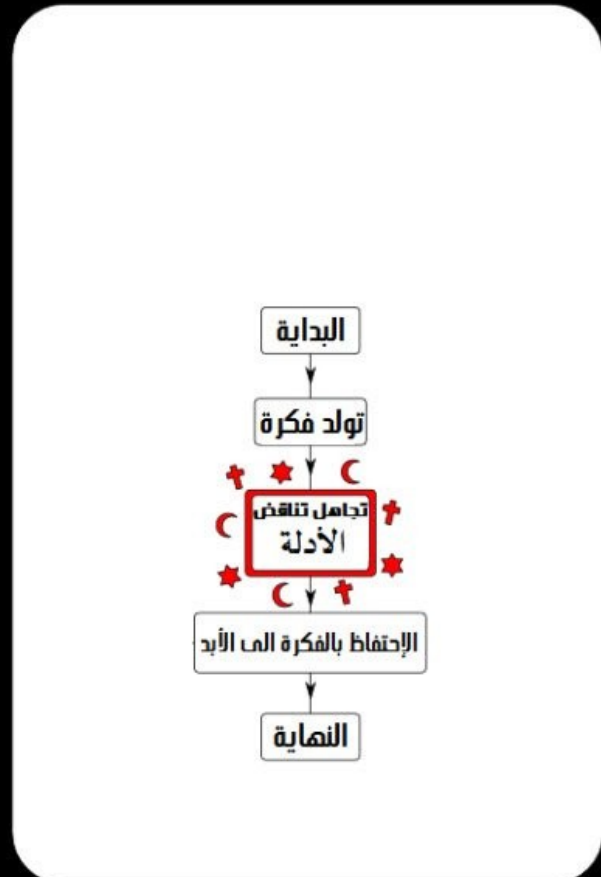 البداية
تولد فكرة
تجاهل تناقض
الأدلة
الإحتفاظ بالفكرة الى الأبد
النهاية